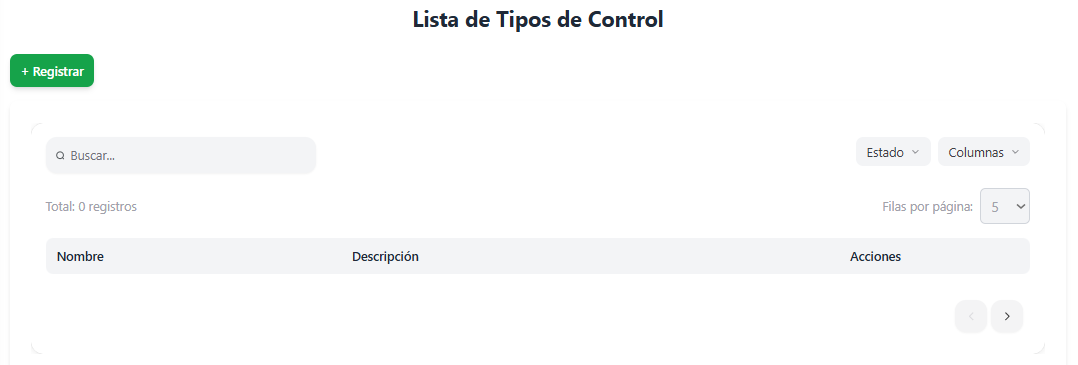 Lista de Tipos de Control
+ Registrar
Buscar...
Estado
Columnas
Total: 0 registros
Filas por página: 5
Nombre Descripción Acciones